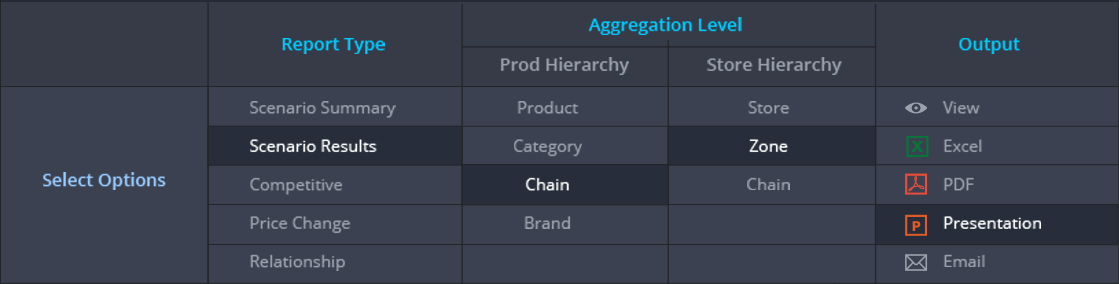 Report Type
Aggregation Level
Output
Prod Hierarchy
Store Hierarchy
Select Options
Scenario Summary
Product
Store
View
Scenario Results
Category
Zone
Excel
Competitive
Chain
Chain
PDF
Price Change
Brand
Presentation
Relationship
Email